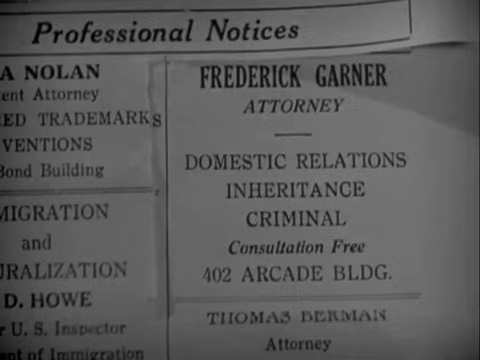 Professional Notices
A NOLAN
ent Attorney
ED TRADEMARKS
VENTIONS
Bond Building
MIGRATION
and
URALIZATION
D. HOWE
r U. S. Inspector
ent of Immigration
FREDERICK GARNER
ATTORNEY
DOMESTIC RELATIONS
INHERITANCE
CRIMINAL
Consultation Free
402 ARCADE BLDG.
THOMAS BERMAN
Attorney